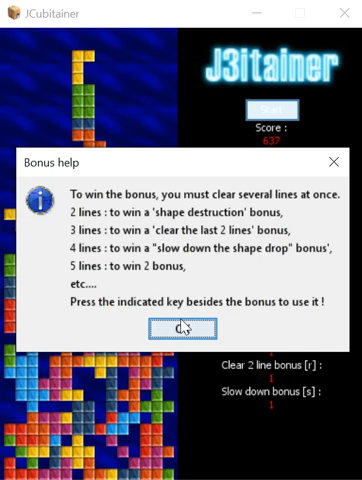 JCubitainer
J3itainer
Score :
637
Bonus help
To win the bonus, you must clear several lines at once.
2 lines : to win a 'shape destruction' bonus,
3 lines : to win a 'clear the last 2 lines' bonus,
4 lines : to win a "slow down the shape drop" bonus',
5 lines : to win 2 bonus,
etc....
Press the indicated key besides the bonus to use it !
1
Clear 2 line bonus [r] :
1
Slow down bonus [s] :
1